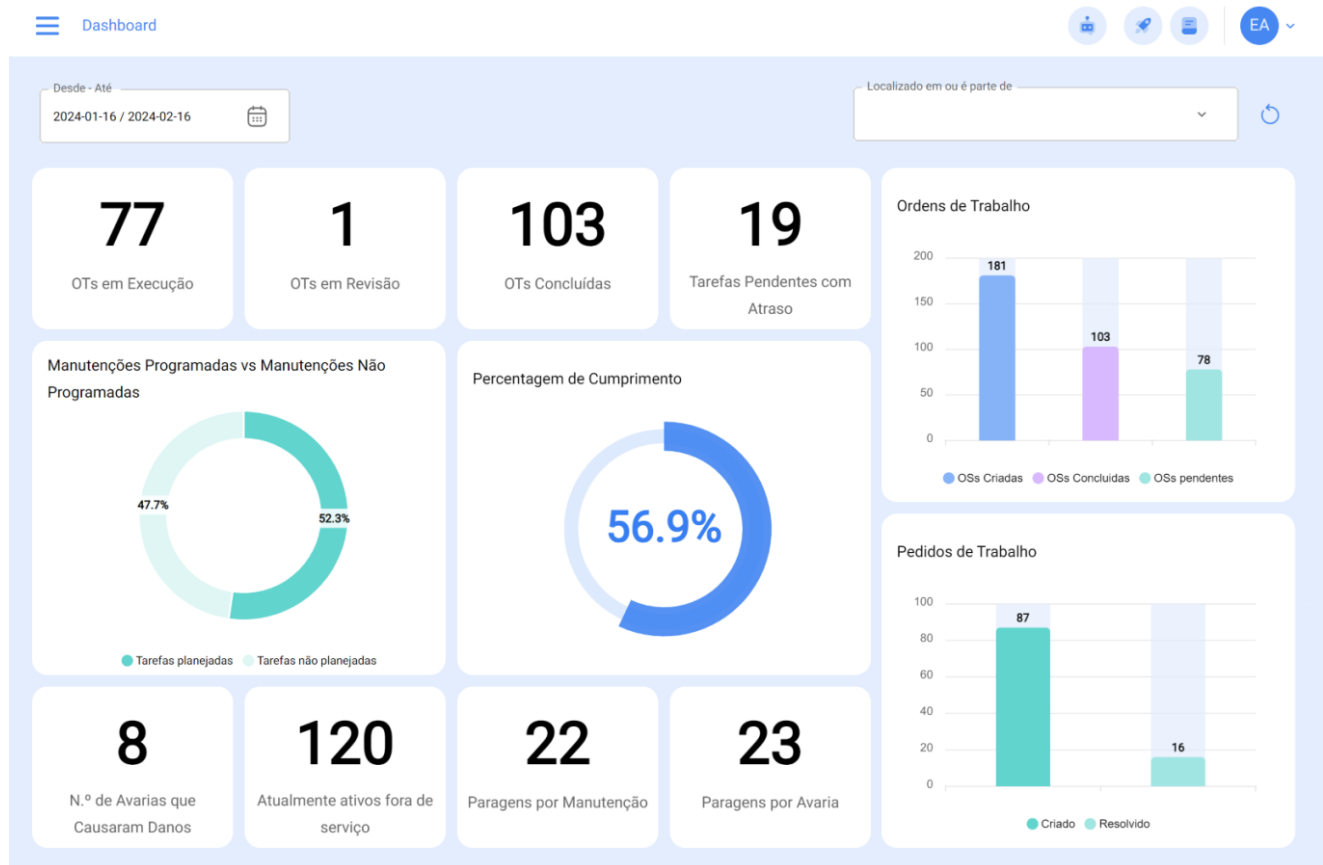 Dashboard
EA
Desde - Até
2024-01-16 / 2024-02-16
Localizado em ou é parte de
77
OTs em Execução
1
OTs em Revisão
103
OTs Concluídas
19
Tarefas Pendentes com
Atraso
Ordens de Trabalho
200
150
100
50
0
181
103
78
OSs Criadas
OSs Concluidas
OSs pendentes
Manutenções Programadas vs Manutenções Não
Programadas
47.7%
52.3%
Tarefas planejadas
Tarefas não planejadas
Percentagem de Cumprimento
56.9%
Pedidos de Trabalho
100
80
60
40
20
0
87
16
Criado
Resolvido
8
N.º de Avarias que
Causaram Danos
120
Atualmente ativos fora de
serviço
22
Paragens por Manutenção
23
Paragens por Avaria